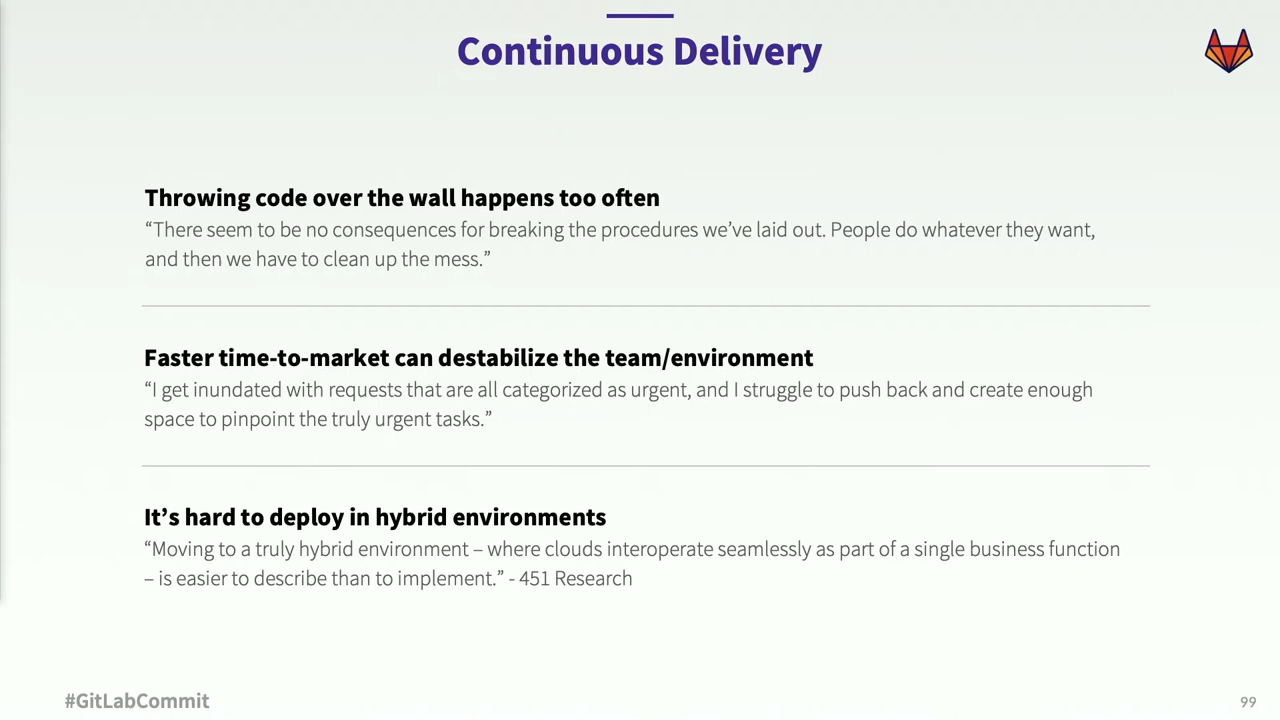 Continuous Delivery
Throwing code over the wall happens too often
“There seem to be no consequences for breaking the procedures we’ve laid out. People do whatever they want,
and then we have to clean up the mess.”
Faster time-to-market can destabilize the team/environment
“I get inundated with requests that are all categorized as urgent, and I struggle to push back and create enough
space to pinpoint the truly urgent tasks.”
It’s hard to deploy in hybrid environments
“Moving to a truly hybrid environment – where clouds interoperate seamlessly as part of a single business function
– is easier to describe than to implement.” - 451 Research
#GitLabCommit
99